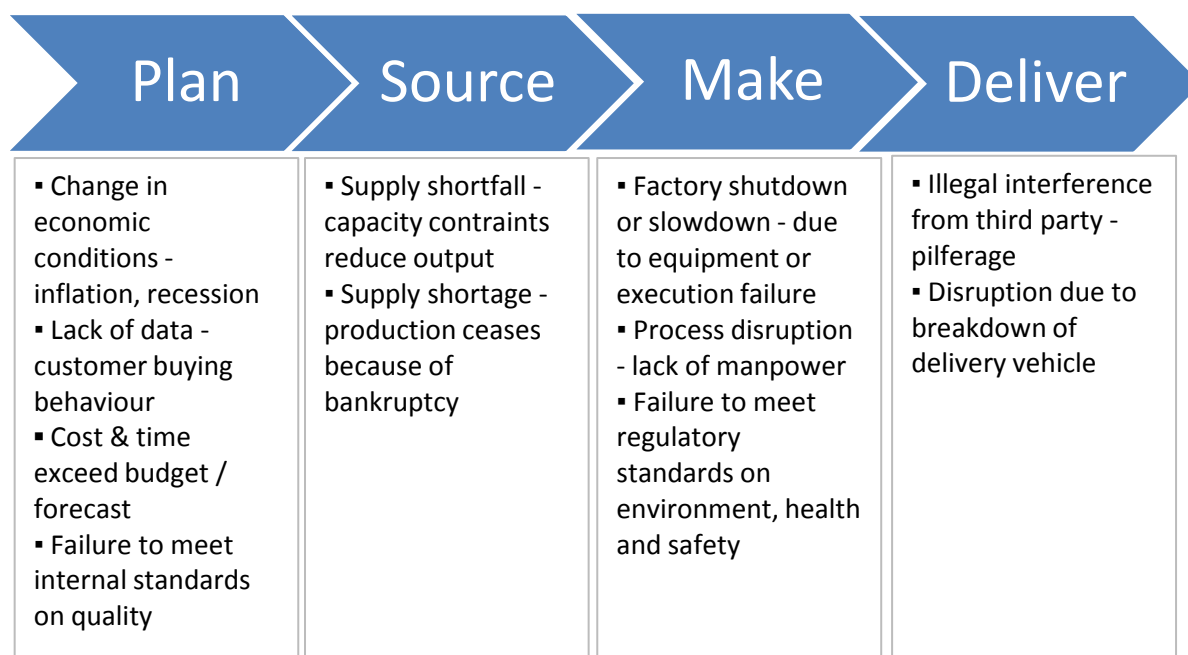 Plan
Source
Make
Deliver
▪ Change in
economic
conditions -
inflation, recession
▪ Lack of data -
customer buying
behaviour
▪ Cost & time
exceed budget /
forecast
▪ Failure to meet
internal standards
on quality
▪ Supply shortfall -
capacity contraints
reduce output
▪ Supply shortage -
production ceases
because of
bankruptcy
▪ Factory shutdown
or slowdown - due
to equipment or
execution failure
▪ Process disruption
- lack of manpower
▪ Failure to meet
regulatory
standards on
environment, health
and safety
▪ Illegal interference
from third party -
pilferage
▪ Disruption due to
breakdown of
delivery vehicle